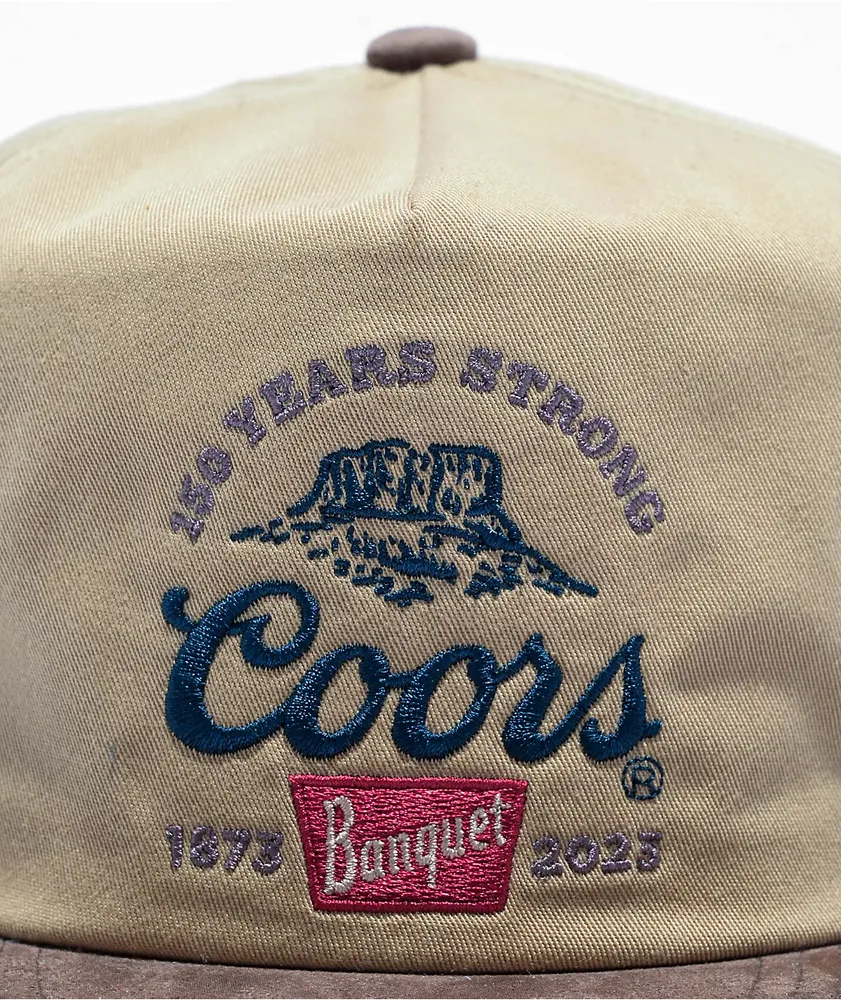 150 YEARS STRONG
Coors®
1873 Banquet 2023